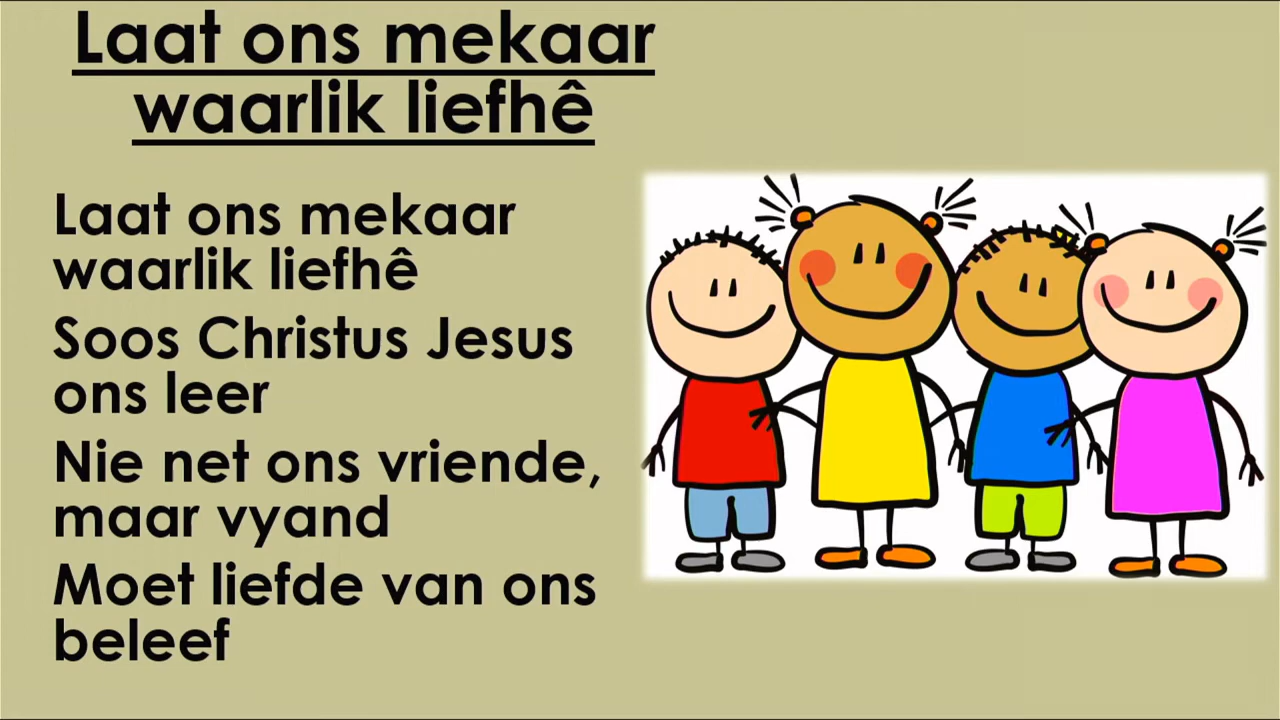 Laat ons mekaar
waarlik liefhê
Laat ons mekaar
waarlik liefhê
Soos Christus Jesus
ons leer
Nie net ons vriende,
maar vyand
Moet liefde van ons
beleef